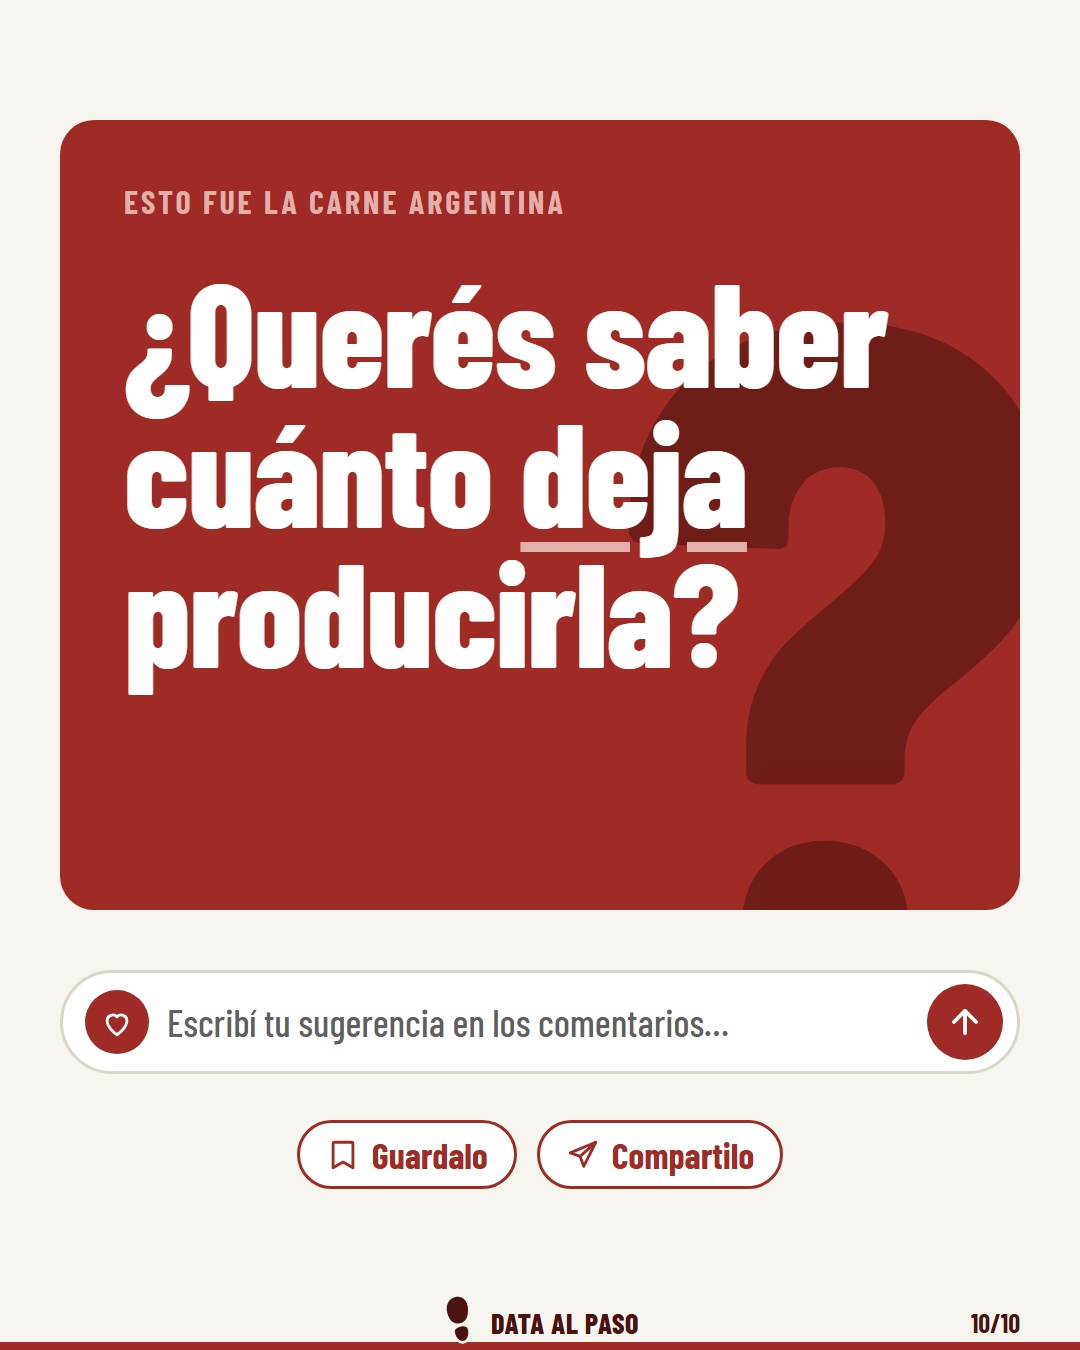 ESTO FUE LA CARNE ARGENTINA
¿Querés saber
cuánto deja
producirla?
Escribí tu sugerencia en los comentarios...
Guardalo
Compartilo
DATA AL PASO
10/10